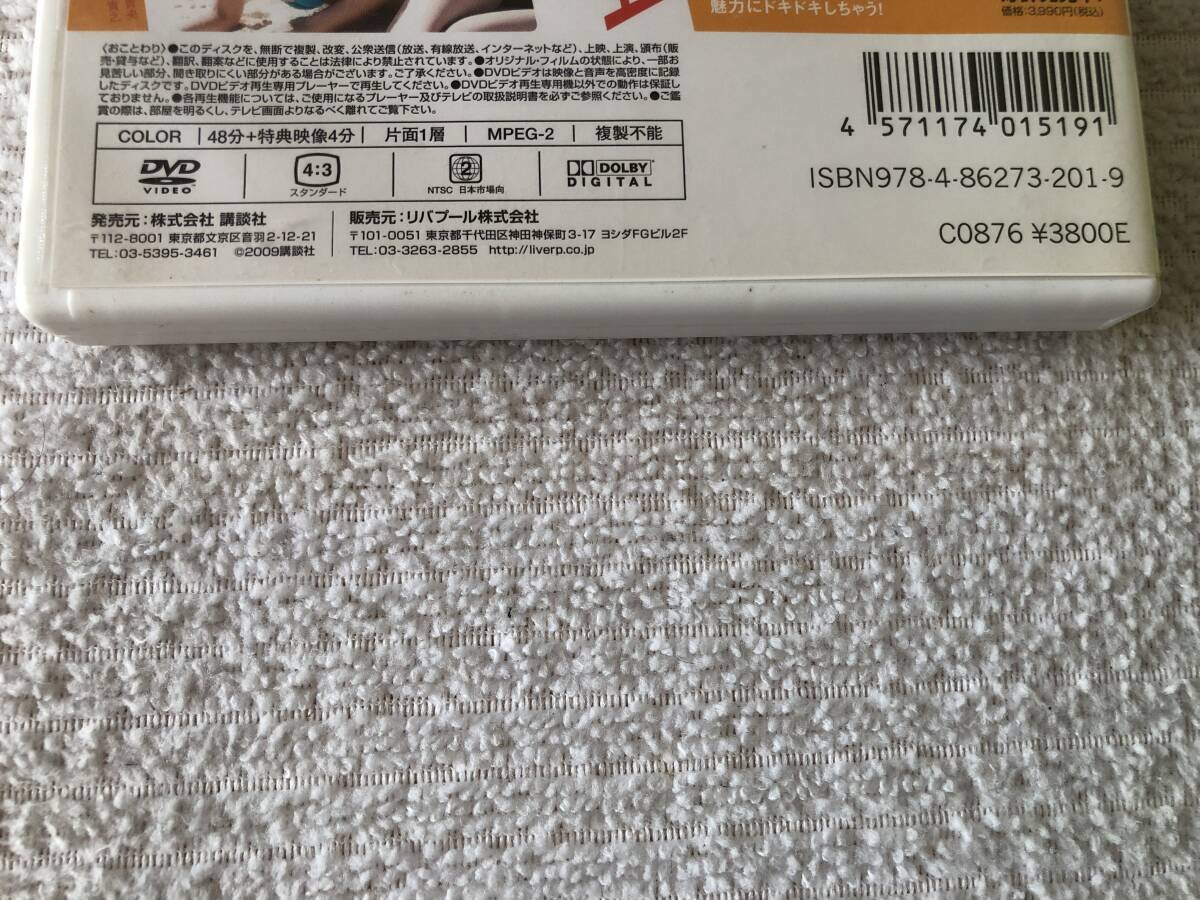 魅力にドキドキしちゃう!
価格:3,990円(税込)
〈おことわり〉●このディスクを、無断で複製、改変、公衆送信(放送、有線放送、インターネットなど)、上映、上演、頒布(販
売・貸与など)、翻訳、翻案などに使用することは法律により禁止されています。●オリジナル・フィルムの状態により、一部お
見苦しい部分、聞き取りにくい部分がある場合がございます。ご了承ください。●DVDビデオは映像と音声を高密度に記録
したディスクです。DVDビデオ再生専用プレーヤーで再生してください。●DVDビデオ再生専用機以外での動作は保証し
ておりません。●各再生機能については、ご使用になるプレーヤー及びテレビの取扱説明書を必ずご参照ください。●ご鑑
賞の際は、部屋を明るくし、テレビ画面よりなるべく離れてご覧下さい。
COLOR 48分+特典映像4分 片面1層 MPEG-2 複製不能
DVD VIDEO
4:3 スタンダード
2 NTSC 日本市場向
DOLBY DIGITAL
発売元:株式会社 講談社
〒112-8001 東京都文京区音羽2-12-21
TEL:03-5395-3461 ©2009講談社
販売元:リバプール株式会社
〒101-0051 東京都千代田区神田神保町3-17 ヨシダFGビル2F
TEL:03-3263-2855 http://liverp.co.jp
4 571174 015191
ISBN978-4-86273-201-9
C0876 ¥3800E